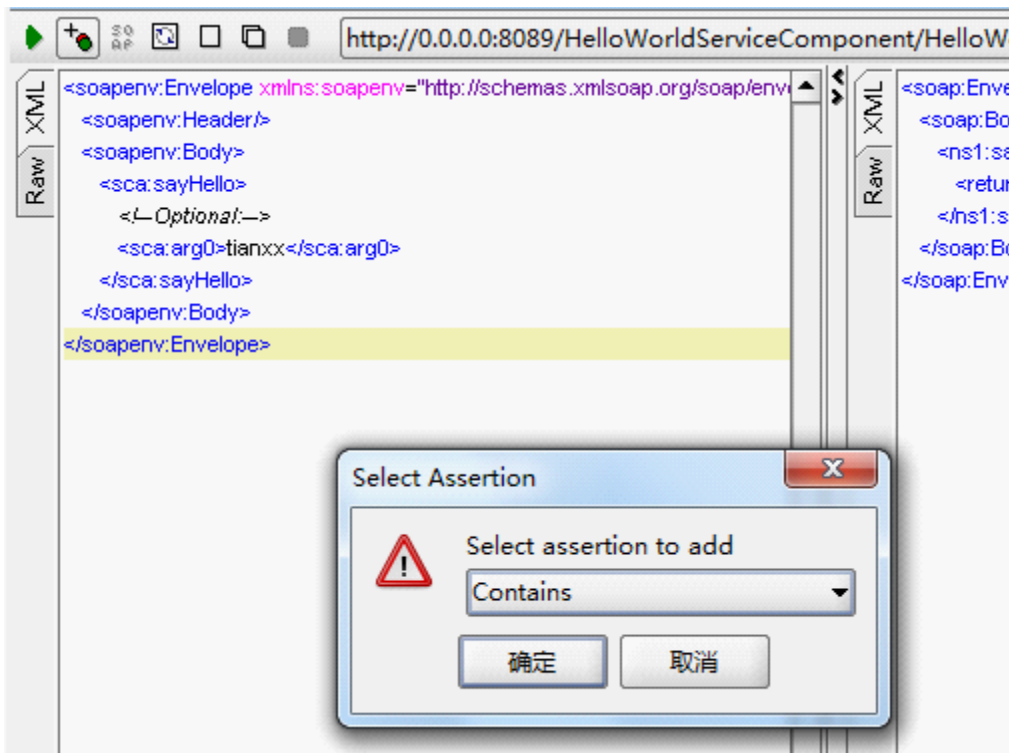 SO
AP
http://0.0.0.0:8089/HelloWorldServiceComponent/HelloW
XML
Raw
<soapenv:Envelope xmlns:soapenv="http://schemas.xmlsoap.org/soap/env
<soapenv:Header/>
<soapenv:Body>
<sca:sayHello>
<!--Optional:-->
<sca:arg0>tianxx</sca:arg0>
</sca:sayHello>
</soapenv:Body>
</soapenv:Envelope>
XML
Raw
<soap:Enve
<soap:Bo
<ns1:sa
<retur
</ns1:s
</soap:Bo
</soap:Env
Select Assertion
Select assertion to add
Contains
确定
取消